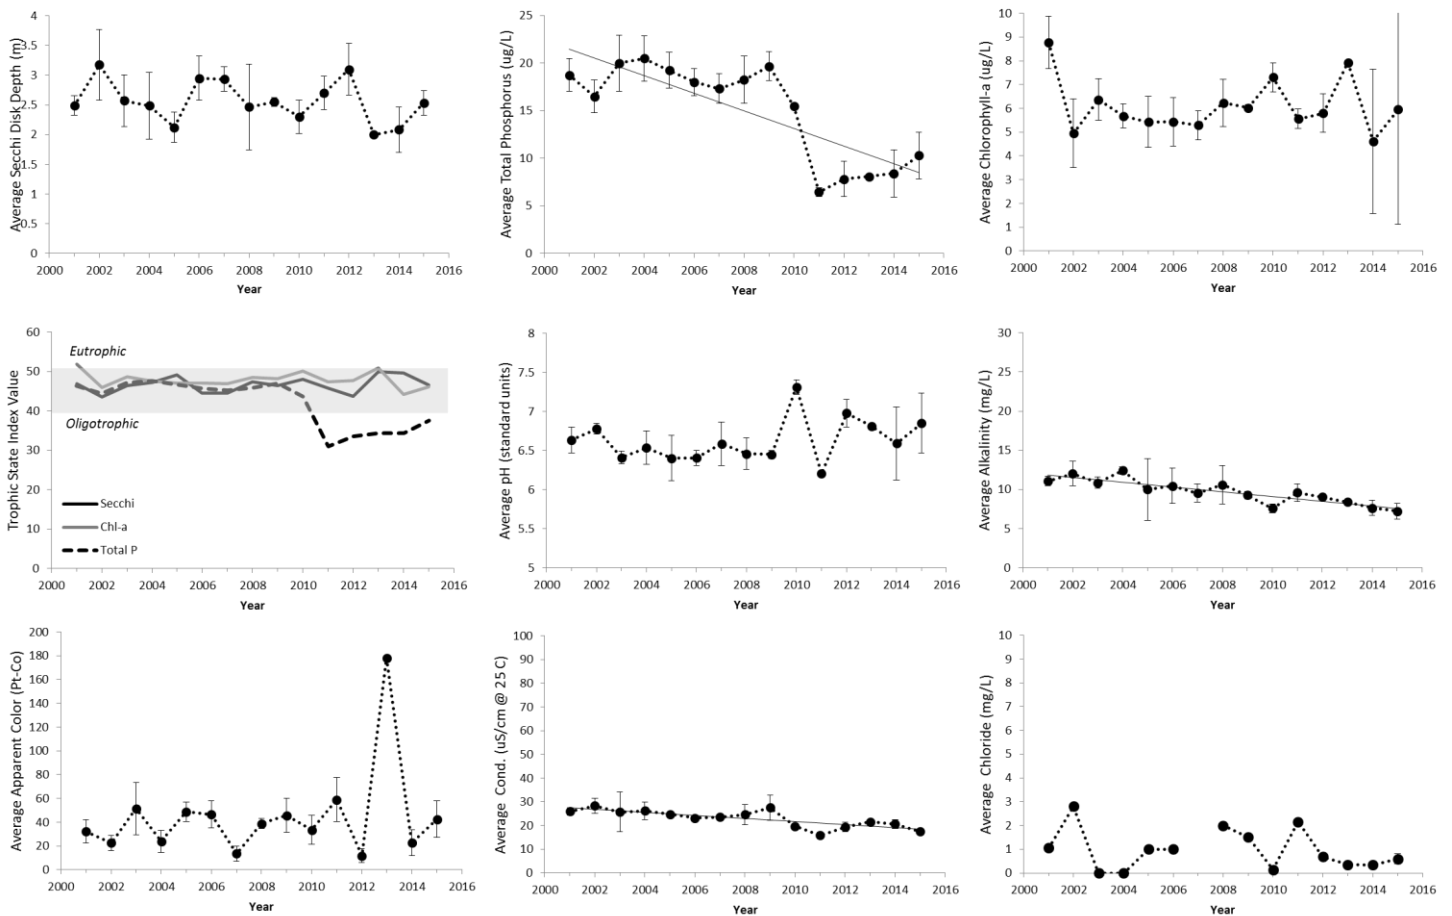 Average Secchi Disk Depth (m)
4
3.5
3
2.5
2
1.5
1
0.5
0
2000 2002 2004 2006 2008 2010 2012 2014 2016
Year
Average Total Phosphorus (ug/L)
25
20
15
10
5
0
2000 2002 2004 2006 2008 2010 2012 2014 2016
Year
Average Chlorophyll-a (ug/L)
10
9
8
7
6
5
4
3
2
1
0
2000 2002 2004 2006 2008 2010 2012 2014 2016
Year
Trophic State Index Value
60
50
40
30
20
10
0
Eutrophic
Oligotrophic
Secchi
Chl-a
Total P
2000 2002 2004 2006 2008 2010 2012 2014 2016
Year
Average pH (standard units)
8
7.5
7
6.5
6
5.5
5
2000 2002 2004 2006 2008 2010 2012 2014 2016
Year
Average Alkalinity (mg/L)
30
25
20
15
10
5
0
2000 2002 2004 2006 2008 2010 2012 2014 2016
Year
Average Apparent Color (Pt-Co)
200
180
160
140
120
100
80
60
40
20
0
2000 2002 2004 2006 2008 2010 2012 2014 2016
Year
Average Cond. (uS/cm @ 25 C)
100
90
80
70
60
50
40
30
20
10
0
2000 2002 2004 2006 2008 2010 2012 2014 2016
Year
Average Chloride (mg/L)
10
9
8
7
6
5
4
3
2
1
0
2000 2002 2004 2006 2008 2010 2012 2014 2016
Year